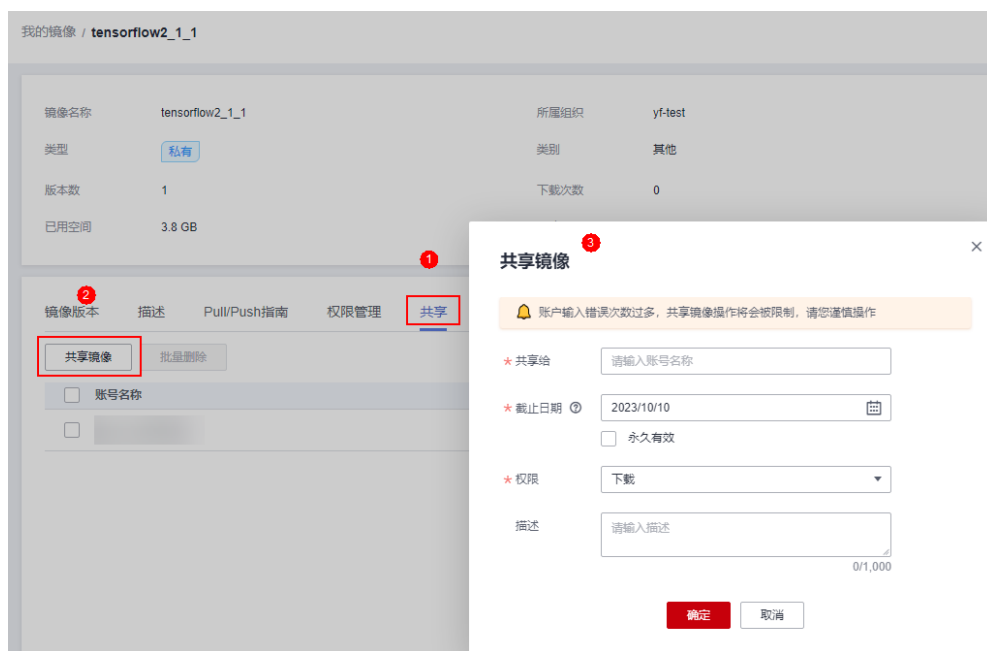 我的镜像 / tensorflow2_1_1
镜像名称 tensorflow2_1_1 所属组织 yf-test
类型 私有 类别 其他
版本数 1 下载次数 0
已用空间 3.8 GB
1
2
镜像版本 描述 Pull/Push指南 权限管理 共享
共享镜像 批量删除
账号名称
3
共享镜像
账户输入错误次数过多，共享镜像操作将会被限制，请您谨慎操作
* 共享给 请输入账号名称
* 截止日期 2023/10/10
永久有效
* 权限 下载
描述 请输入描述
0/1,000
确定 取消